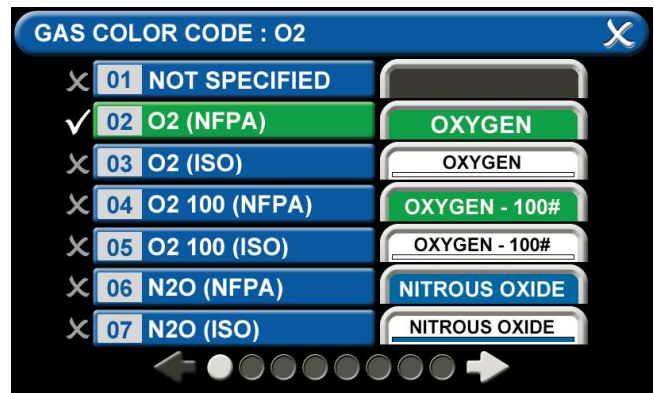 GAS COLOR CODE : O2
01 NOT SPECIFIED
02 O2 (NFPA) OXYGEN
03 O2 (ISO) OXYGEN
04 O2 100 (NFPA) OXYGEN - 100#
05 O2 100 (ISO) OXYGEN - 100#
06 N2O (NFPA) NITROUS OXIDE
07 N2O (ISO) NITROUS OXIDE